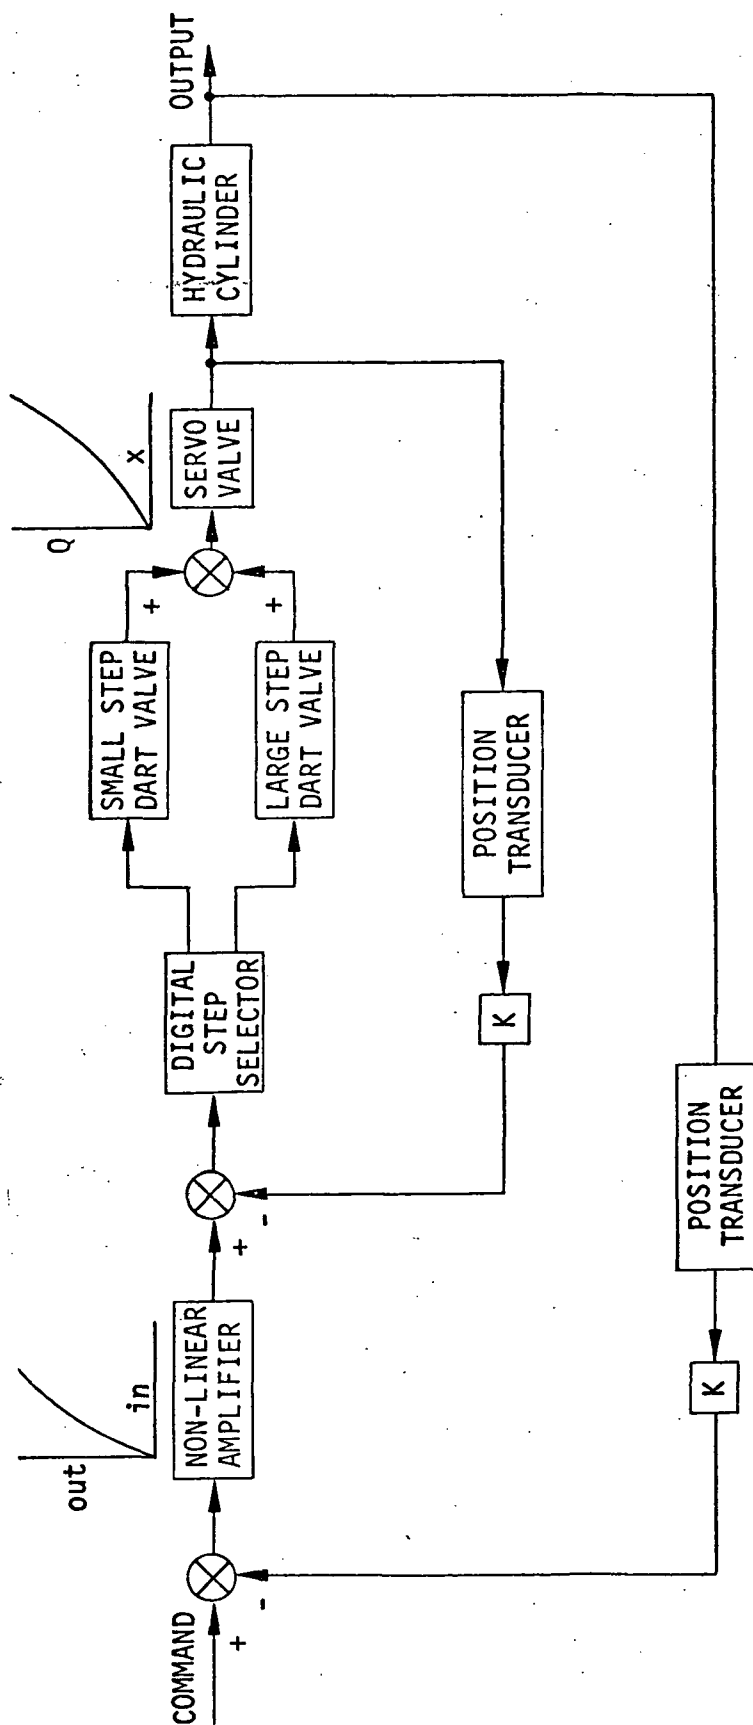 COMMAND
+
-
out
in
NON-LINEAR
AMPLIFIER
+
-
DIGITAL
STEP
SELECTOR
SMALL STEP
DART VALVE
LARGE STEP
DART VALVE
+
+
Q
X
SERVO
VALVE
HYDRAULIC
CYLINDER
OUTPUT
POSITION
TRANSDUCER
K
POSITION
TRANSDUCER
K